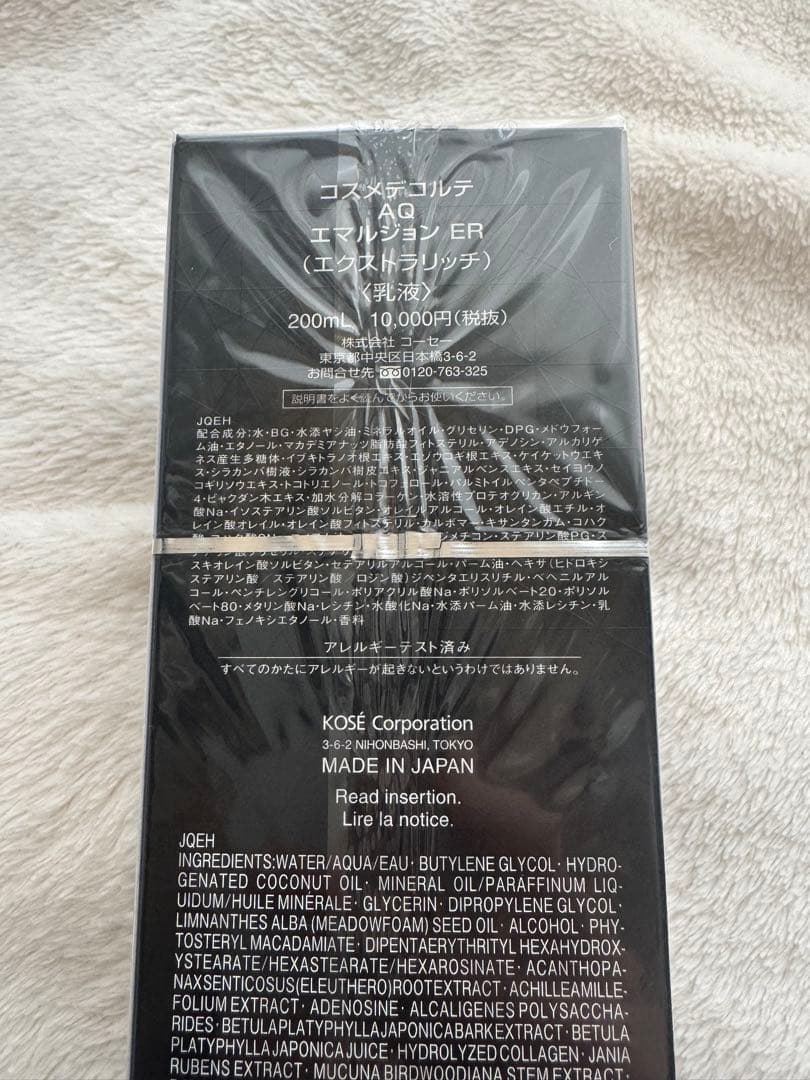 コスメデコルテ
AQ
エマルジョン ER
(エクストラリッチ)
〈乳液〉
200mL 10,000円(税抜)
株式会社 コーセー
東京都中央区日本橋3-6-2
お問合せ先 0120-763-325
説明書をよく読んでからお使いください。
JQEH
配合成分:水・BG・水添ヤシ油・ミネラルオイル・グリセリン・DPG・メドウフォー
ム油・エタノール・マカデミアナッツ脂肪酸フィトステリル・アデノシン・アルカリゲ
ネス産生多糖体・イブキトラノオ根エキス・エゾウコギ根エキス・ケイケットウエキ
ス・シラカンバ樹液・シラカンバ樹皮エキス・ジャニアルベンスエキス・セイヨウノ
コギリソウエキス・トコトリエノール・トコフェロール・パルミトイルペンタペプチド-
4・ビャクダン木エキス・加水分解コラーゲン・水溶性プロテオグリカン・アルギン
酸Na・イソステアリン酸ソルビタン・オレイルアルコール・オレイン酸エチル・オ
レイン酸オレイル・オレイン酸フィトステリル・カルボマー・キサンタンガム・コハク
メチコン・ステアリン酸PG・ス
スキオレイン酸ソルビタン・セテアリルアルコール・パーム油・ヘキサ(ヒドロキシ
ステアリン酸/ステアリン酸/ロジン酸)ジペンタエリスリチル・ベヘニルアル
コール・ペンチレングリコール・ポリアクリル酸Na・ポリソルベート20・ポリソル
ベート80・メタリン酸Na・レシチン・水酸化Na・水添パーム油・水添レシチン・乳
酸Na・フェノキシエタノール・香料
アレルギーテスト済み
すべてのかたにアレルギーが起きないというわけではありません。
KOSÉ Corporation
3-6-2 NIHONBASHI, TOKYO
MADE IN JAPAN
Read insertion.
Lire la notice.
JQEH
INGREDIENTS:WATER/AQUA/EAU・BUTYLENE GLYCOL・HYDRO-
GENATED COCONUT OIL・MINERAL OIL/PARAFFINUM LIQ-
UIDUM/HUILE MINÉRALE・GLYCERIN・DIPROPYLENE GLYCOL・
LIMNANTHES ALBA (MEADOWFOAM) SEED OIL・ALCOHOL・PHY-
TOSTERYL MACADAMIATE・DIPENTAERYTHRITYL HEXAHYDROX-
YSTEARATE/HEXASTEARATE/HEXAROSINATE・ACANTHOPA-
NAX SENTICOSUS (ELEUTHERO) ROOT EXTRACT・ACHILLEA MILLE-
FOLIUM EXTRACT・ADENOSINE・ALCALIGENES POLYSACCHA-
RIDES・BETULA PLATYPHYLLA JAPONICA BARK EXTRACT・BETULA
PLATYPHYLLA JAPONICA JUICE・HYDROLYZED COLLAGEN・JANIA
RUBENS EXTRACT・MUCUNA BIRDWOODIANA STEM EXTRACT・